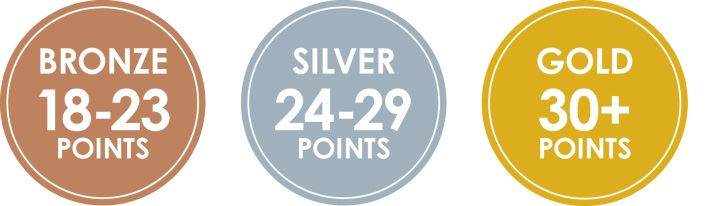 BRONZE
18-23
POINTS
SILVER
24-29
POINTS
GOLD
30+
POINTS